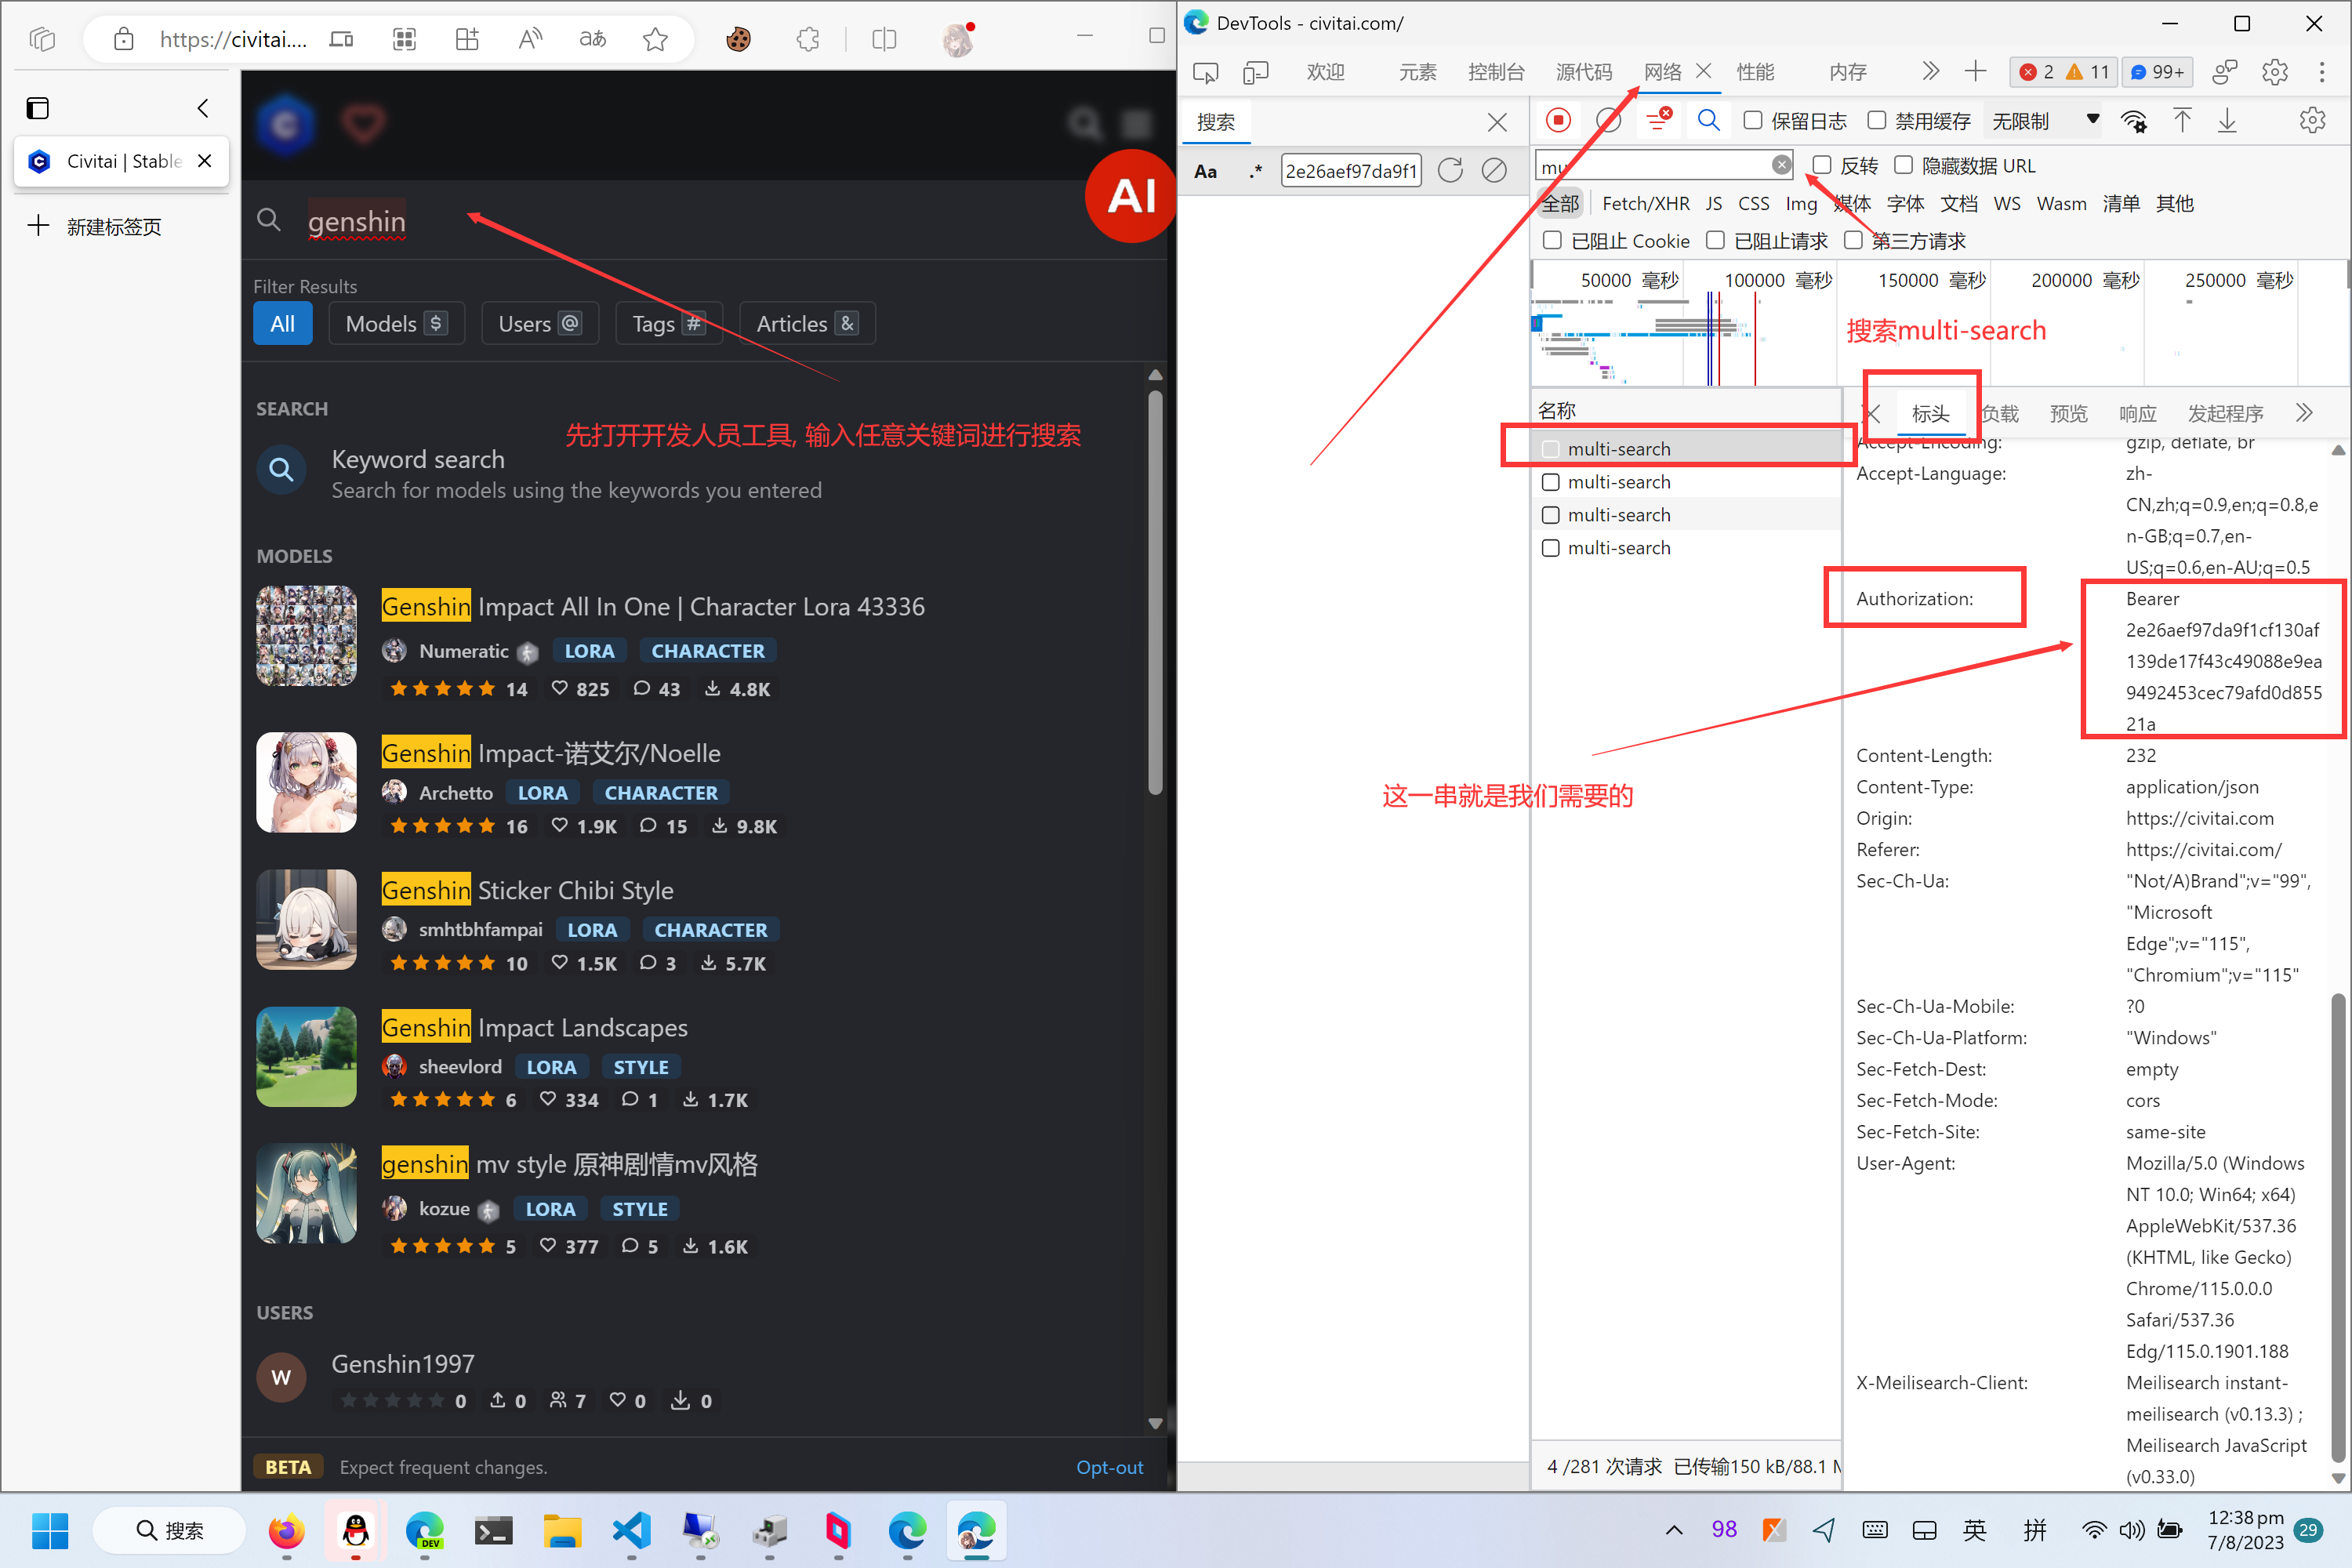 https://civitai....
Civitai | Stable
新建标签页
genshin
AI
Filter Results
All
Models $
Users @
Tags #
Articles &
SEARCH
Keyword search
Search for models using the keywords you entered
先打开开发人员工具, 输入任意关键词进行搜索
MODELS
Genshin Impact All In One | Character Lora 43336
Numeratic LORA CHARACTER
14 825 43 4.8K
Genshin Impact-诺艾尔/Noelle
Archetto LORA CHARACTER
16 1.9K 15 9.8K
Genshin Sticker Chibi Style
smhtbhfampai LORA CHARACTER
10 1.5K 3 5.7K
Genshin Impact Landscapes
sheevlord LORA STYLE
6 334 1 1.7K
genshin mv style 原神剧情mv风格
kozue LORA STYLE
5 377 5 1.6K
USERS
W
Genshin1997
0 0 7 0 0
BETA Expect frequent changes. Opt-out
DevTools - civitai.com/
欢迎 元素 控制台 源代码 网络 性能 内存 2 11 99+
搜索
Aa .* 2e26aef97da9f1
保留日志 禁用缓存 无限制
mu 反转 隐藏数据 URL
全部 Fetch/XHR JS CSS Img 媒体 字体 文档 WS Wasm 清单 其他
已阻止 Cookie 已阻止请求 第三方请求
50000 毫秒 100000 毫秒 150000 毫秒 200000 毫秒 250000 毫秒
搜索multi-search
名称
multi-search
multi-search
multi-search
multi-search
4 /281 次请求 已传输150 kB/88.1 M
这一串就是我们需要的
标头 负载 预览 响应 发起程序
Accept-Encoding: gzip, deflate, br
Accept-Language: zh-
CN,zh;q=0.9,en;q=0.8,e
n-GB;q=0.7,en-
US;q=0.6,en-AU;q=0.5
Authorization: Bearer
2e26aef97da9f1cf130af
139de17f43c49088e9ea
9492453cec79afd0d855
21a
Content-Length: 232
Content-Type: application/json
Origin: https://civitai.com
Referer: https://civitai.com/
Sec-Ch-Ua: "Not/A)Brand";v="99",
"Microsoft
Edge";v="115",
"Chromium";v="115"
Sec-Ch-Ua-Mobile: ?0
Sec-Ch-Ua-Platform: "Windows"
Sec-Fetch-Dest: empty
Sec-Fetch-Mode: cors
Sec-Fetch-Site: same-site
User-Agent: Mozilla/5.0 (Windows
NT 10.0; Win64; x64)
AppleWebKit/537.36
(KHTML, like Gecko)
Chrome/115.0.0.0
Safari/537.36
Edg/115.0.1901.188
X-Meilisearch-Client: Meilisearch instant-
meilisearch (v0.13.3) ;
Meilisearch JavaScript
(v0.33.0)
搜索
DEV
98
英
拼
12:38 pm
7/8/2023
29